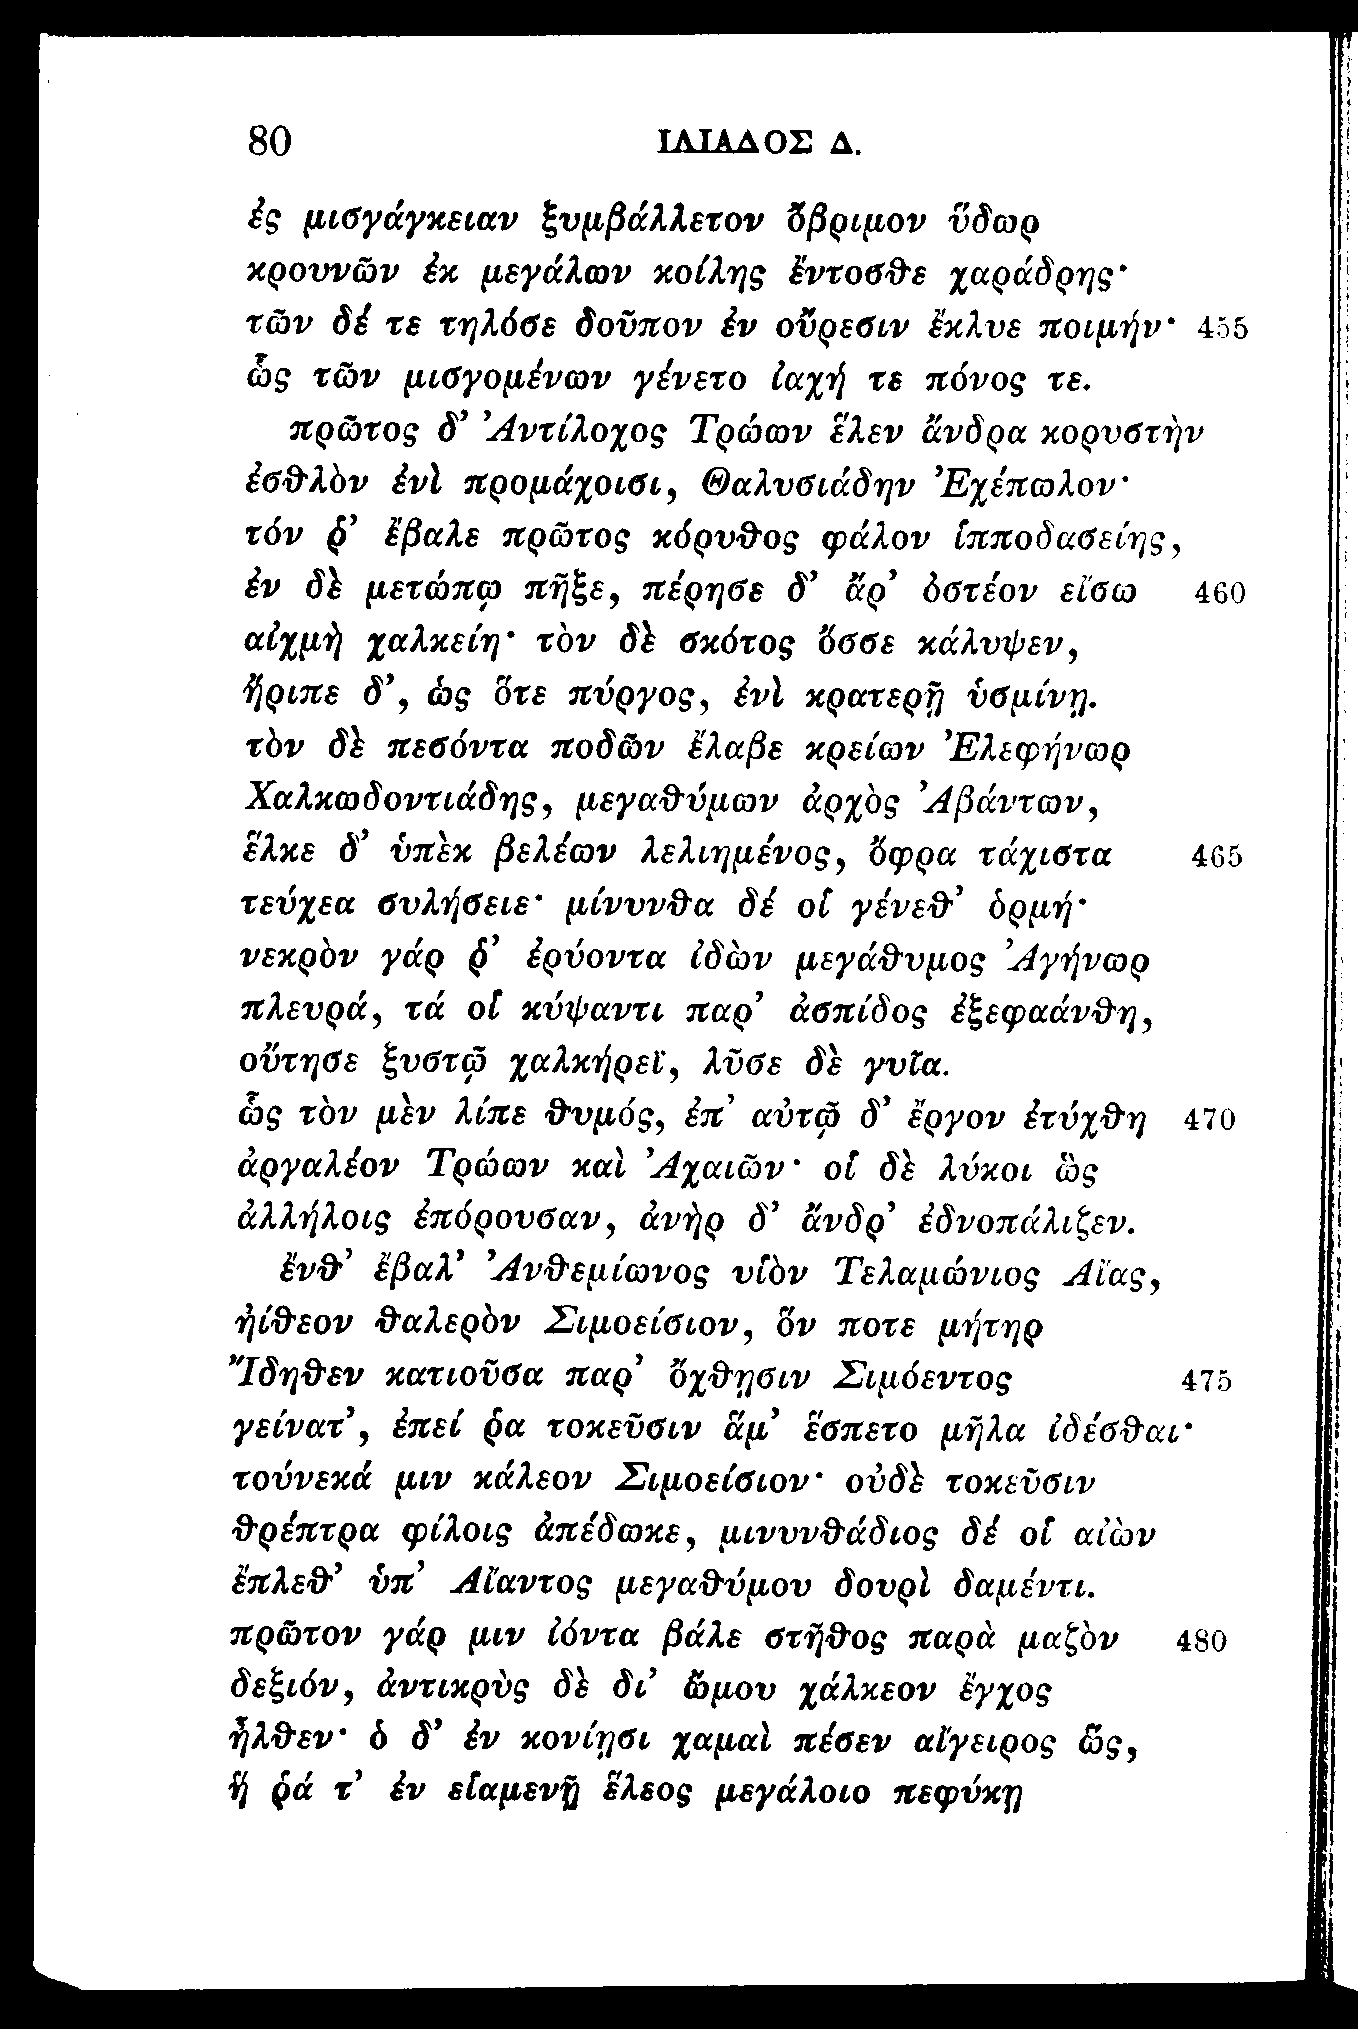 80 ΙΛΙΑΔΟΣ Δ.
ἐς μισγάγκειαν ξυμβάλλετον ὄβριμον ὕδωρ
κρουνῶν ἐκ μεγάλων κοίλης ἔντοσθε χαράδρης·
τῶν δέ τε τηλόσε δοῦπον ἐν οὔρεσιν ἔκλυε ποιμήν· 455
ὣς τῶν μισγομένων γένετο ἰαχή τε πόνος τε.
πρῶτος δ’ Ἀντίλοχος Τρώων ἕλεν ἄνδρα κορυστὴν
ἐσθλὸν ἐνὶ προμάχοισι, Θαλυσιάδην Ἐχέπωλον·
τόν ῥ’ ἔβαλε πρῶτος κόρυθος φάλον ἱπποδασείης,
ἐν δὲ μετώπῳ πῆξε, πέρησε δ’ ἄρ’ ὀστέον εἴσω 460
αἰχμὴ χαλκείη· τὸν δὲ σκότος ὄσσε κάλυψεν,
ἤριπε δ’, ὡς ὅτε πύργος, ἐνὶ κρατερῇ ὑσμίνῃ.
τὸν δὲ πεσόντα ποδῶν ἔλαβε κρείων Ἐλεφήνωρ
Χαλκωδοντιάδης, μεγαθύμων ἀρχὸς Ἀβάντων,
ἕλκε δ’ ὑπὲκ βελέων λελιημένος, ὄφρα τάχιστα 465
τεύχεα συλήσειε· μίνυνθα δέ οἱ γένεθ’ ὁρμή·
νεκρὸν γάρ ῥ’ ἐρύοντα ἰδὼν μεγάθυμος Ἀγήνωρ
πλευρά, τά οἱ κύψαντι παρ’ ἀσπίδος ἐξεφαάνθη,
οὔτησε ξυστῷ χαλκήρεϊ, λῦσε δὲ γυῖα.
ὣς τὸν μὲν λίπε θυμός, ἐπ’ αὐτῷ δ’ ἔργον ἐτύχθη 470
ἀργαλέον Τρώων καὶ Ἀχαιῶν· οἱ δὲ λύκοι ὣς
ἀλλήλοις ἐπόρουσαν, ἀνὴρ δ’ ἄνδρ’ ἐδνοπάλιζεν.
ἔνθ’ ἔβαλ’ Ἀνθεμίωνος υἱὸν Τελαμώνιος Αἴας,
ἠίθεον θαλερὸν Σιμοείσιον, ὅν ποτε μήτηρ
Ἴδηθεν κατιοῦσα παρ’ ὄχθῃσιν Σιμόεντος 475
γείνατ’, ἐπεί ῥα τοκεῦσιν ἅμ’ ἕσπετο μῆλα ἰδέσθαι·
τούνεκά μιν κάλεον Σιμοείσιον· οὐδὲ τοκεῦσιν
θρέπτρα φίλοις ἀπέδωκε, μινυνθάδιος δέ οἱ αἰὼν
ἔπλεθ’ ὑπ’ Αἴαντος μεγαθύμου δουρὶ δαμέντι.
πρῶτον γάρ μιν ἰόντα βάλε στῆθος παρὰ μαζὸν 480
δεξιόν, ἀντικρὺς δὲ δι’ ὤμου χάλκεον ἔγχος
ἦλθεν· ὁ δ’ ἐν κονίῃσι χαμαὶ πέσεν αἴγειρος ὥς,
ἥ ῥά τ’ ἐν εἱαμενῇ ἕλεος μεγάλοιο πεφύκῃ